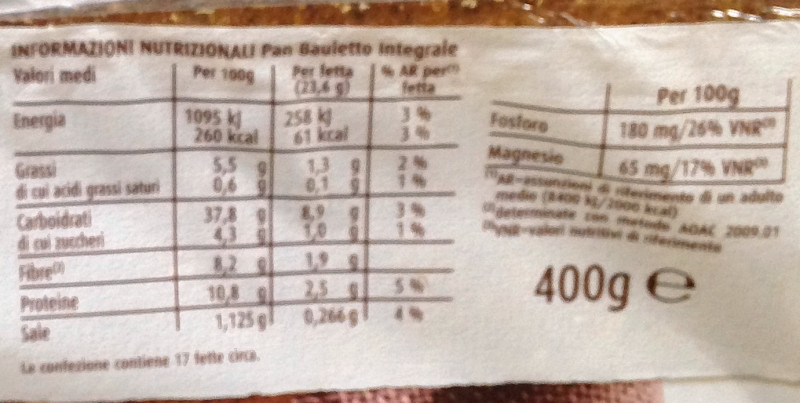 INFORMAZIONI NUTRIZIONALI Pan Bauletto Integrale
Valori medi Per 100g Per fetta (23,6 g) % AR per(1) fetta
Energia 1095 kJ 258 kJ 3 %
260 kcal 61 kcal 3 %
Grassi 5,5 g 1,3 g 2 %
di cui acidi grassi saturi 0,6 g 0,1 g 1 %
Carboidrati 37,8 g 8,9 g 3 %
di cui zuccheri 4,3 g 1,0 g 1 %
Fibre(2) 8,2 g 1,9 g
Proteine 10,8 g 2,5 g 5 %
Sale 1,125 g 0,266 g 4 %
La confezione contiene 17 fette circa.
Per 100g
Fosforo 180 mg/26% VNR(3)
Magnesio 65 mg/17% VNR(3)
(1)AR-assunzioni di riferimento di un adulto
medio (8400 kJ/2000 kcal)
(2)determinate con metodo AOAC 2009.01
(3)VNR-valori nutritivi di riferimento
400g e